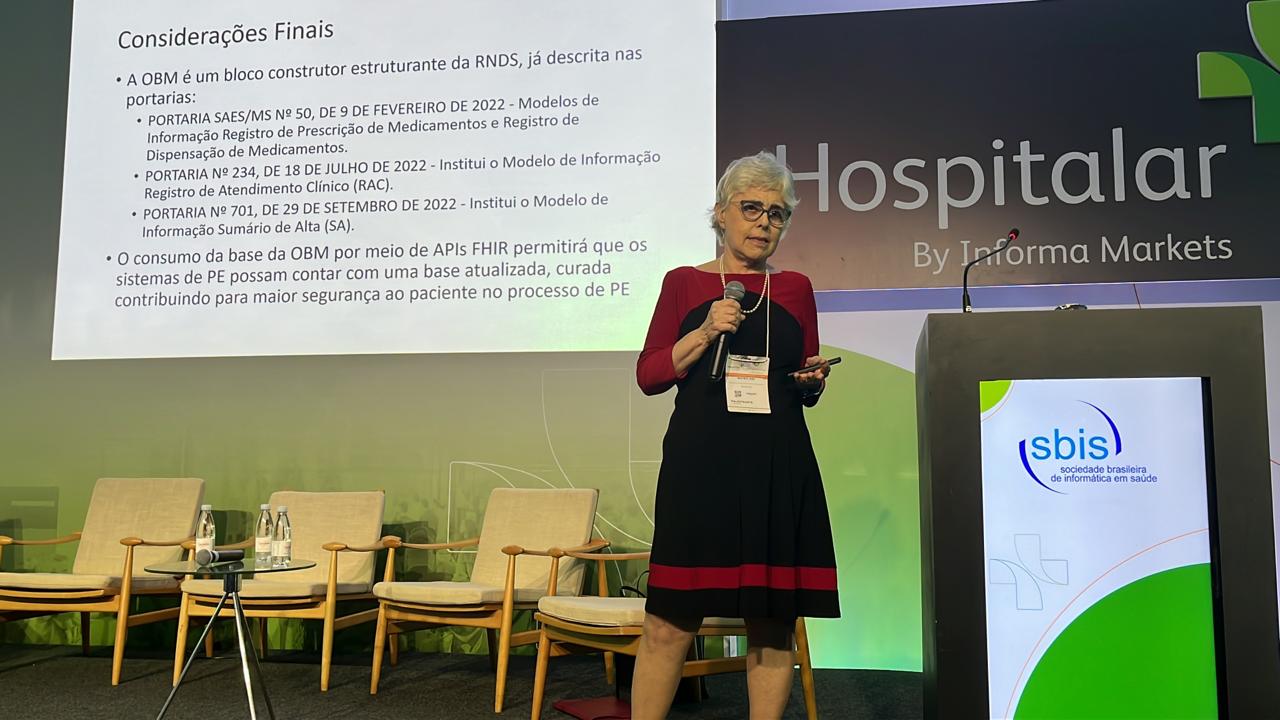 Considerações Finais
• A OBM é um bloco construtor estruturante da RNDS, já descrita nas
portarias:
• PORTARIA SAES/MS Nº 50, DE 9 DE FEVEREIRO DE 2022 - Modelos de
Informação Registro de Prescrição de Medicamentos e Registro de
Dispensação de Medicamentos.
• PORTARIA Nº 234, DE 18 DE JULHO DE 2022 - Institui o Modelo de Informação
Registro de Atendimento Clínico (RAC).
• PORTARIA Nº 701, DE 29 DE SETEMBRO DE 2022 - Institui o Modelo de
Informação Sumário de Alta (SA).
• O consumo da base da OBM por meio de APIs FHIR permitirá que os
sistemas de PE possam contar com uma base atualizada, curada
contribuindo para maior segurança ao paciente no processo de PE
Hospitalar
By Informa Markets
sbis
sociedade brasileira
de informática em saúde